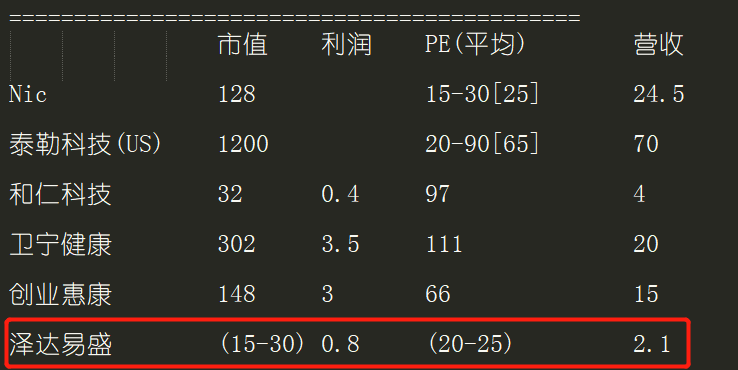 ============================================
市值 利润 PE(平均) 营收
Nic 128 15-30[25] 24.5
泰勒科技(US) 1200 20-90[65] 70
和仁科技 32 0.4 97 4
卫宁健康 302 3.5 111 20
创业惠康 148 3 66 15
泽达易盛 (15-30) 0.8 (20-25) 2.1